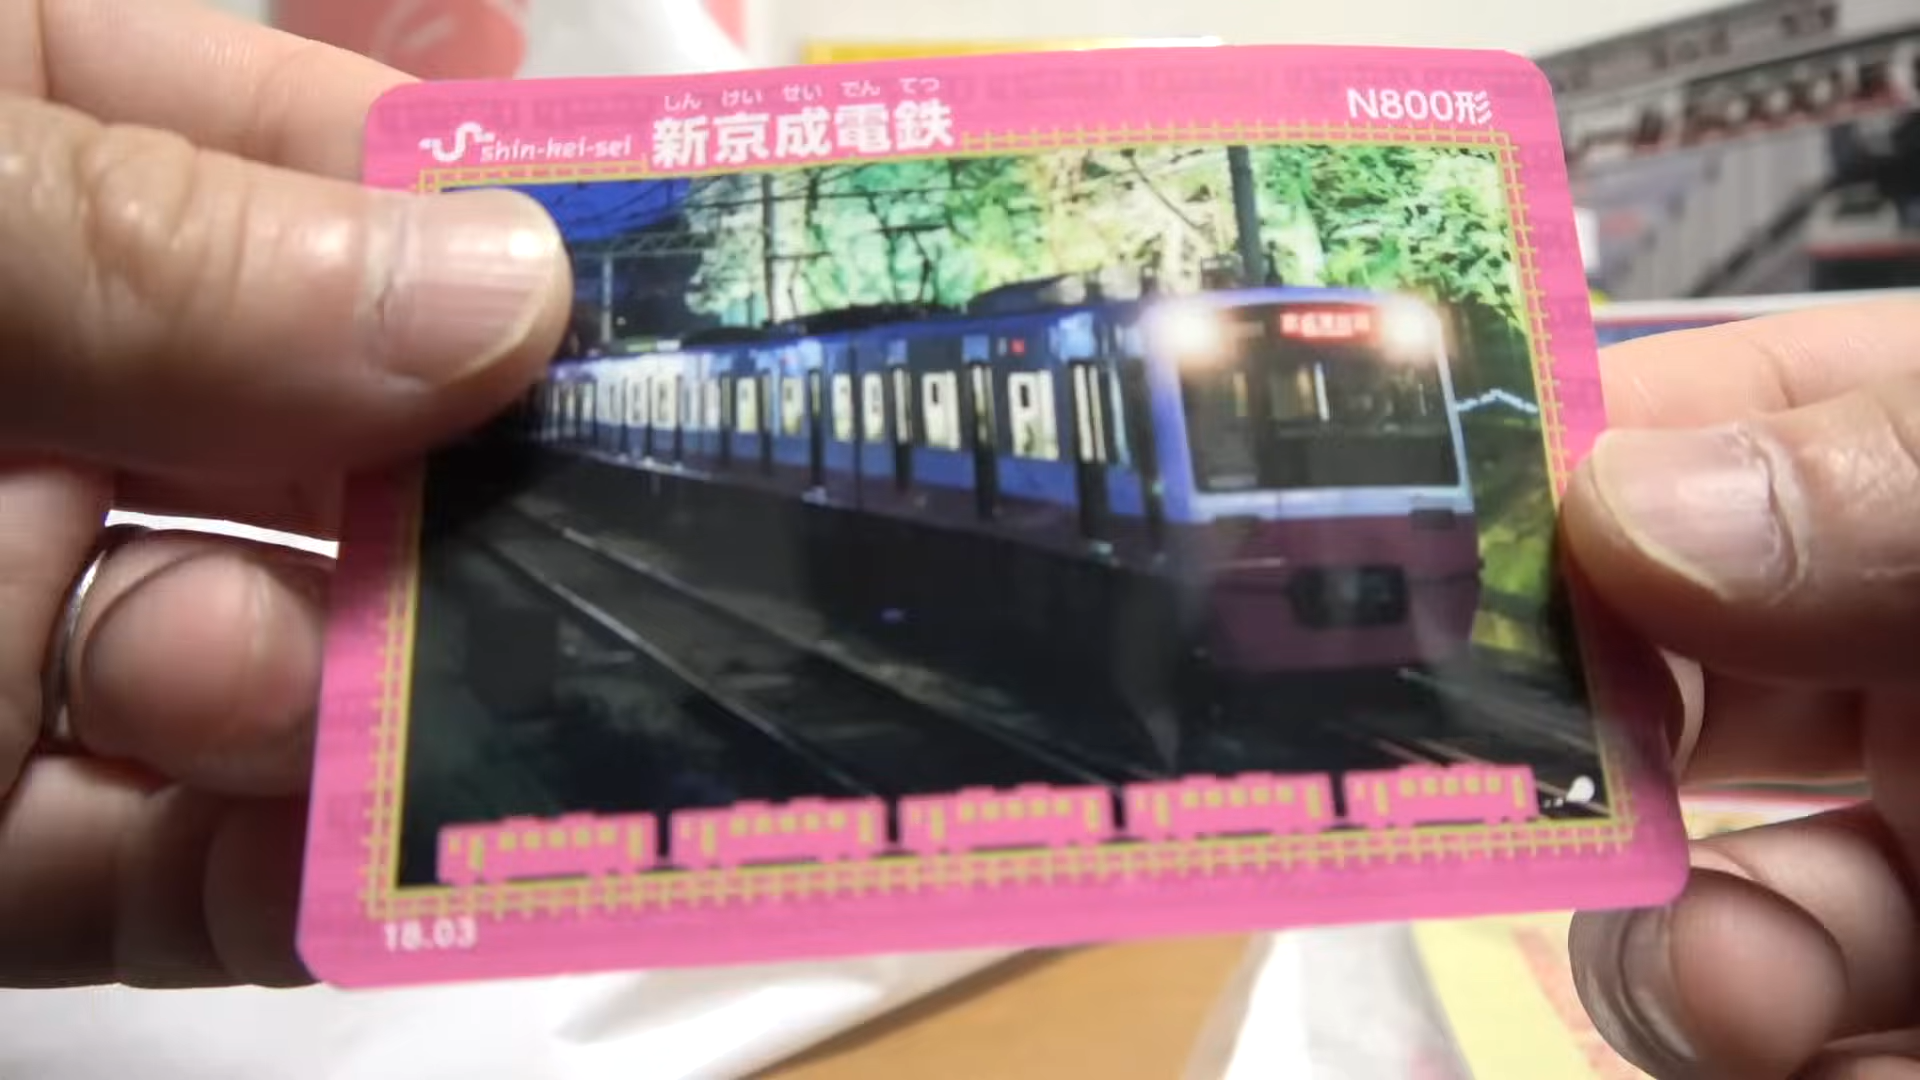 しん けい せい でん てつ
shin-kei-sei 新京成電鉄
N800形
18.03